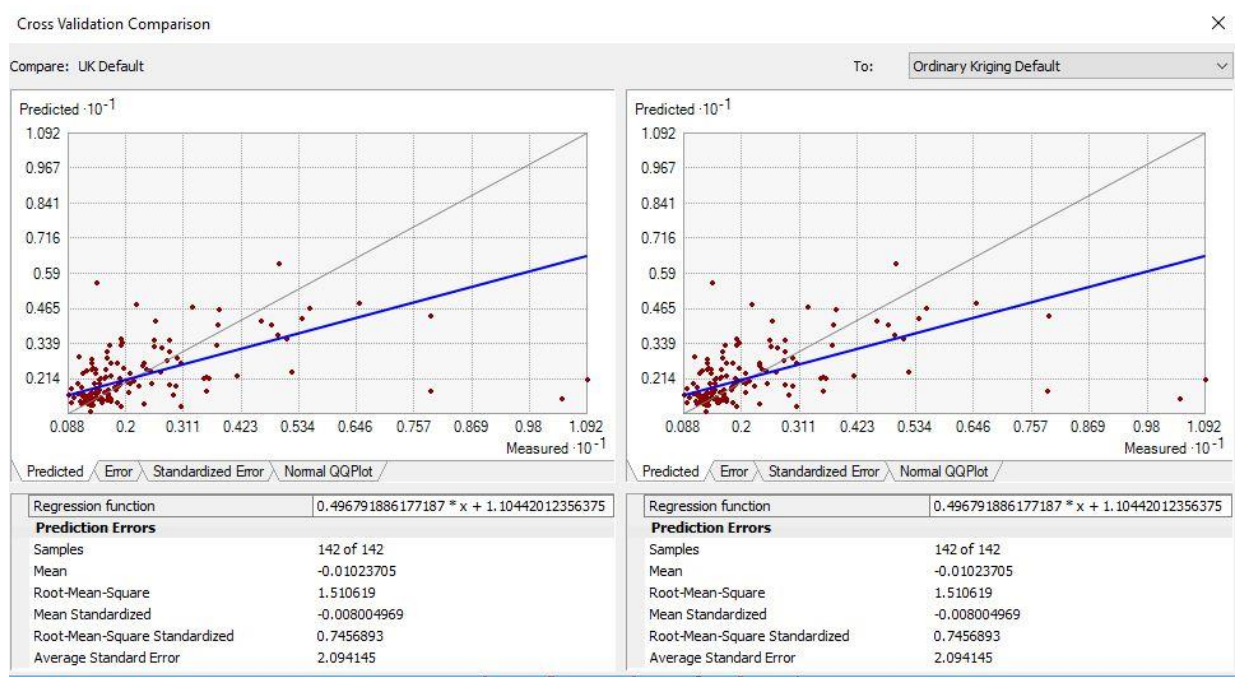 Cross Validation Comparison
Compare: UK Default
To: Ordinary Kriging Default
Predicted ·10⁻¹
1.092
0.967
0.841
0.716
0.59
0.465
0.339
0.214
0.088 0.2 0.311 0.423 0.534 0.646 0.757 0.869 0.98 1.092
Measured ·10⁻¹
Predicted Error Standardized Error Normal QQPlot
Regression function 0.496791886177187 * x + 1.10442012356375
Prediction Errors
Samples 142 of 142
Mean -0.01023705
Root-Mean-Square 1.510619
Mean Standardized -0.008004969
Root-Mean-Square Standardized 0.7456893
Average Standard Error 2.094145
Predicted ·10⁻¹
1.092
0.967
0.841
0.716
0.59
0.465
0.339
0.214
0.088 0.2 0.311 0.423 0.534 0.646 0.757 0.869 0.98 1.092
Measured ·10⁻¹
Predicted Error Standardized Error Normal QQPlot
Regression function 0.496791886177187 * x + 1.10442012356375
Prediction Errors
Samples 142 of 142
Mean -0.01023705
Root-Mean-Square 1.510619
Mean Standardized -0.008004969
Root-Mean-Square Standardized 0.7456893
Average Standard Error 2.094145